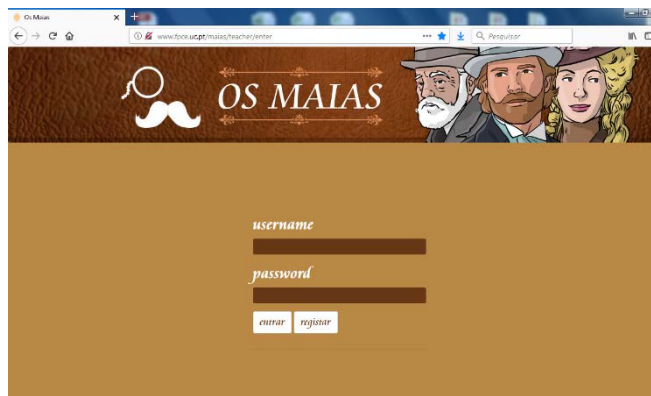 Os Maias
www.fpce.uc.pt/maias/teacher/enter
Pesquisar
OS MAIAS
username
password
entrar registar